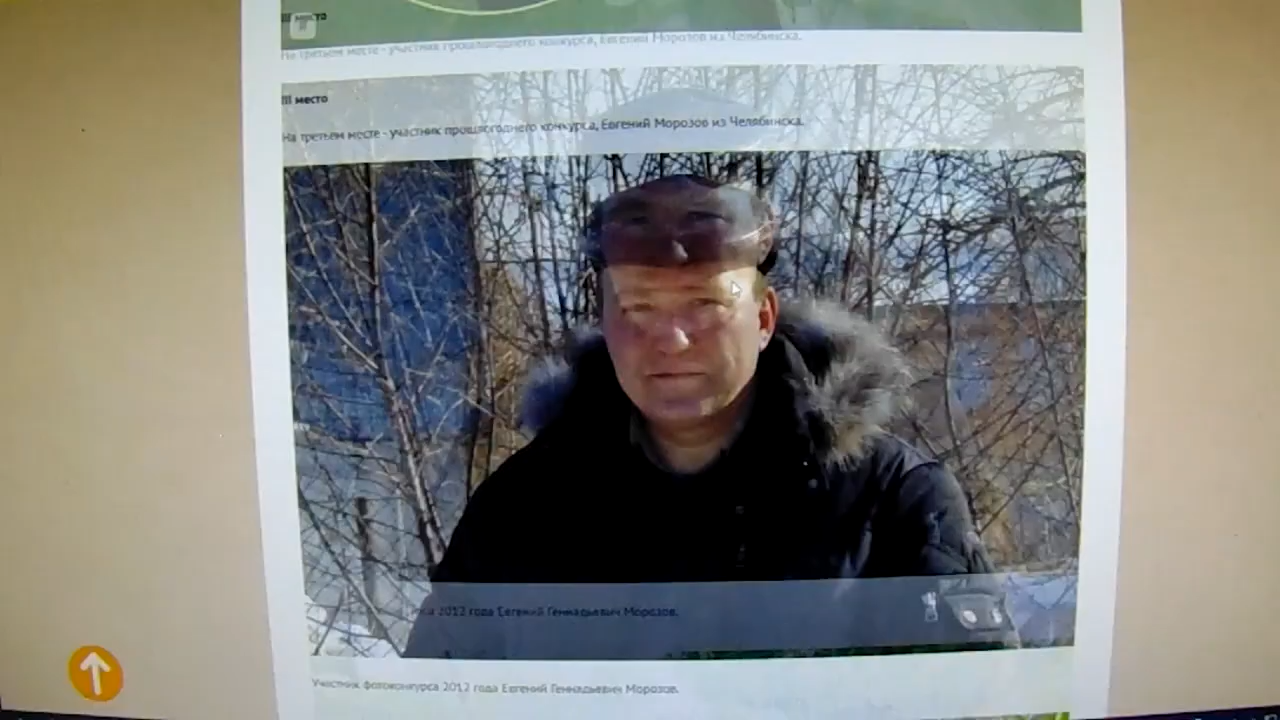 III место
На третьем месте - участник прошлогоднего конкурса, Евгений Морозов из Челябинска.
III место
На третьем месте - участник прошлогоднего конкурса, Евгений Морозов из Челябинска.
2012 года Евгений Геннадьевич Морозов.
Участник фотоконкурса 2012 года Евгений Геннадьевич Морозов.